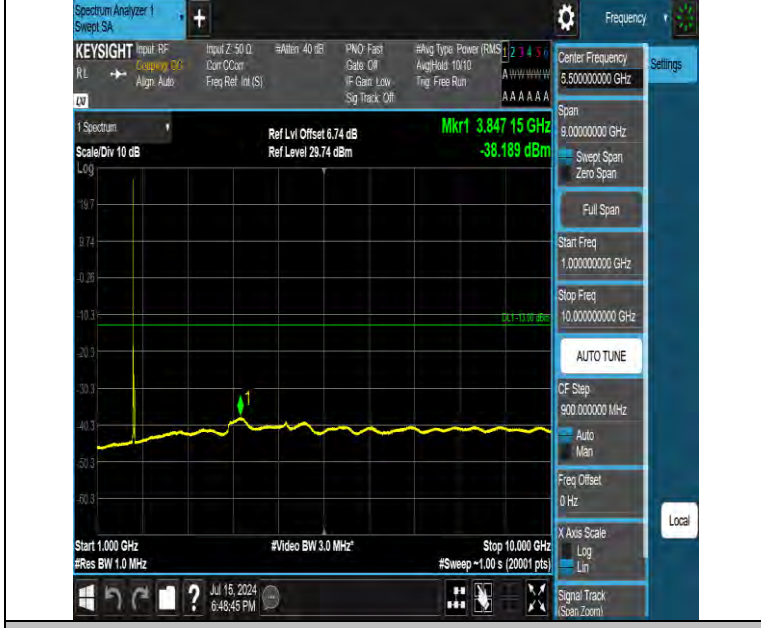 Spectrum Analyzer 1
Swept SA
+
Frequency
KEYSIGHT
RL
LXI
Input: RF
Coupling: DC
Align: Auto
Input Z: 50 Ω
Corr CCorr
Freq Ref: Int (S)
#Atten: 40 dB
PNO: Fast
Gate: Off
IF Gain: Low
Sig Track: Off
#Avg Type: Power (RMS
Avg|Hold: 10/10
Trig: Free Run
1 2 3 4 5 6
A W W W W W
A A A A A A
1 Spectrum
Scale/Div 10 dB
Log
Ref Lvl Offset 6.74 dB
Ref Level 29.74 dBm
Mkr1 3.847 15 GHz
-38.189 dBm
19.7
9.74
-0.26
-10.3
DL1 -13.00 dBm
-20.3
-30.3
1
-40.3
-50.3
-60.3
Start 1.000 GHz
#Res BW 1.0 MHz
#Video BW 3.0 MHz*
Stop 10.000 GHz
#Sweep ~1.00 s (20001 pts)
Center Frequency
5.500000000 GHz
Settings
Span
9.00000000 GHz
Swept Span
Zero Span
Full Span
Start Freq
1.000000000 GHz
Stop Freq
10.000000000 GHz
AUTO TUNE
CF Step
900.000000 MHz
Auto
Man
Freq Offset
0 Hz
X Axis Scale
Log
Lin
Local
Signal Track
(Span Zoom)
?
Jul 15, 2024
6:48:45 PM